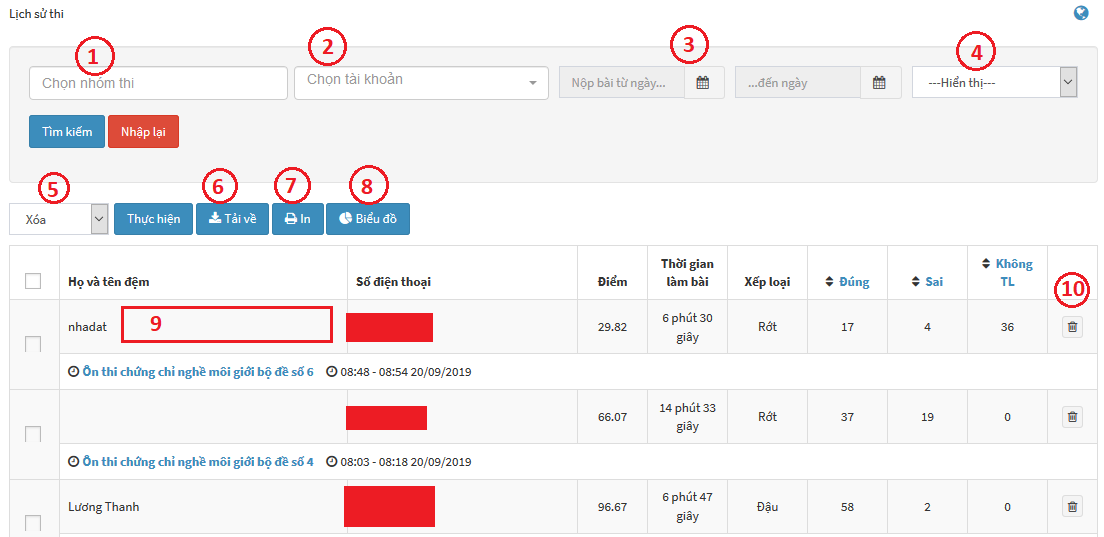 Lịch sử thi
1 2 3 4
Chọn nhóm thi Chọn tài khoản Nộp bài từ ngày... ...đến ngày ---Hiển thị---
Tìm kiếm Nhập lại
5 6 7 8
Xóa Thực hiện Tải về In Biểu đồ
Họ và tên đệm Số điện thoại Điểm Thời gian làm bài Xếp loại Đúng Sai Không TL 10
nhadat 9 29.82 6 phút 30 giây Rớt 17 4 36
Ôn thi chứng chỉ nghề môi giới bộ đề số 6 08:48 - 08:54 20/09/2019
66.07 14 phút 33 giây Rớt 37 19 0
Ôn thi chứng chỉ nghề môi giới bộ đề số 4 08:03 - 08:18 20/09/2019
Lương Thanh 96.67 6 phút 47 giây Đậu 58 2 0